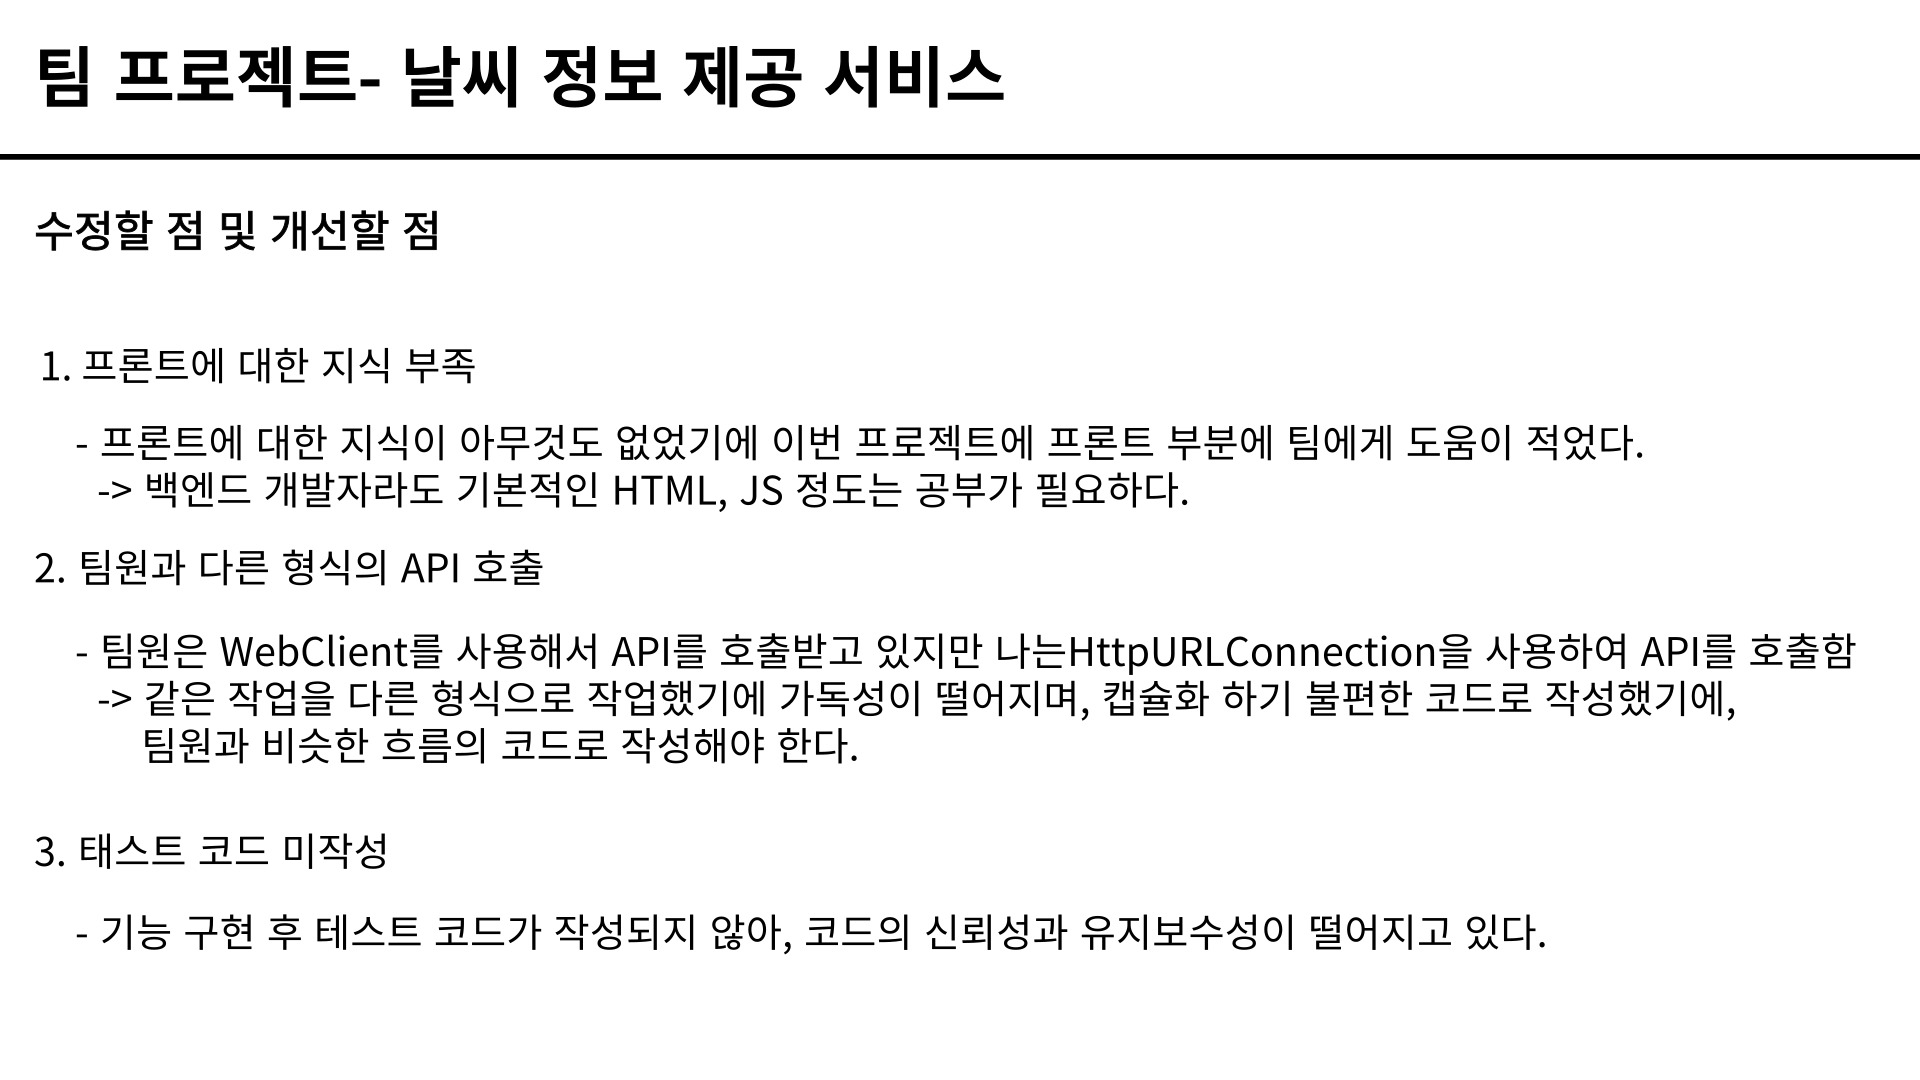 팀 프로젝트- 날씨 정보 제공 서비스
수정할 점 및 개선할 점
1. 프론트에 대한 지식 부족
- 프론트에 대한 지식이 아무것도 없었기에 이번 프로젝트에 프론트 부분에 팀에게 도움이 적었다.
-> 백엔드 개발자라도 기본적인 HTML, JS 정도는 공부가 필요하다.
2. 팀원과 다른 형식의 API 호출
- 팀원은 WebClient를 사용해서 API를 호출받고 있지만 나는HttpURLConnection을 사용하여 API를 호출함
-> 같은 작업을 다른 형식으로 작업했기에 가독성이 떨어지며, 캡슐화 하기 불편한 코드로 작성했기에,
팀원과 비슷한 흐름의 코드로 작성해야 한다.
3. 태스트 코드 미작성
- 기능 구현 후 테스트 코드가 작성되지 않아, 코드의 신뢰성과 유지보수성이 떨어지고 있다.